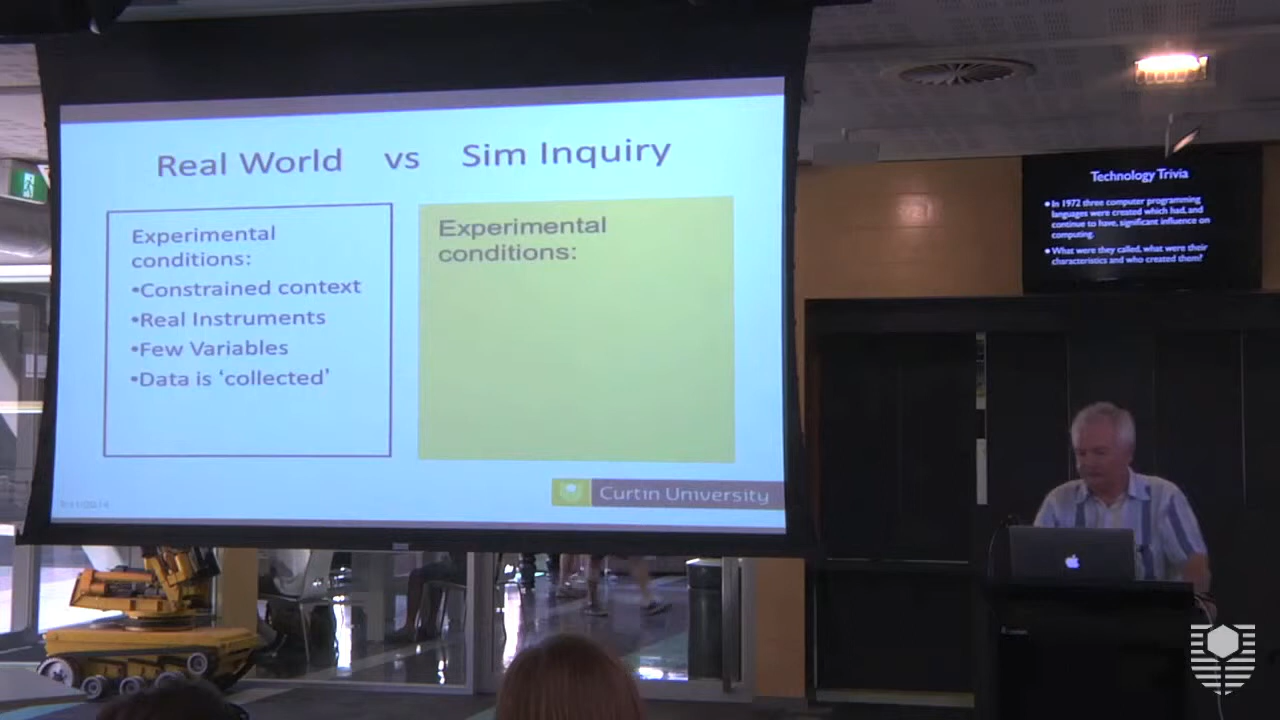 Real World vs Sim Inquiry
Experimental
conditions:
•Constrained context
•Real Instruments
•Few Variables
•Data is ‘collected’
Experimental
conditions:
Curtin University
Technology Trivia
• In 1972 three computer programming
languages were created which had, and
continue to have, significant influence on
computing.
• What were they called, what were their
characteristics and who created them?